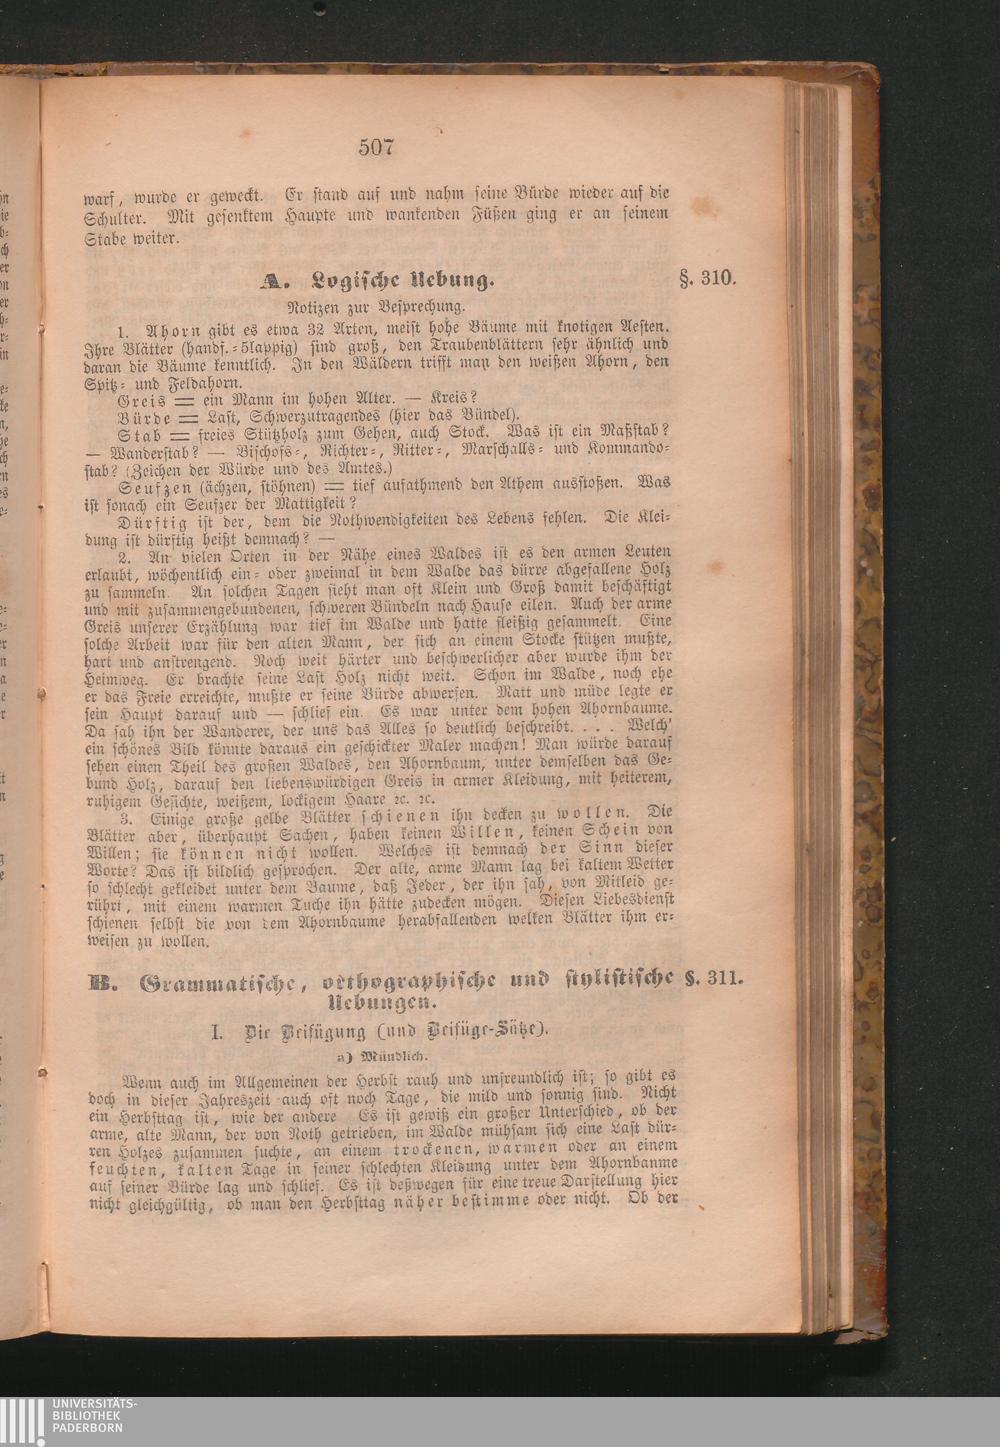 507
warf, wurde er geweckt. Er stand auf und nahm seine Bürde wieder auf die
Schulter. Mit gesenktem Haupte und wankenden Füßen ging er an seinem
Stabe weiter.
A. Logische Uebung. §. 310.
Notizen zur Besprechung.
1. Ahorn gibt es etwa 32 Arten, meist hohe Bäume mit knotigen Aesten.
Ihre Blätter (handf.=5lappig) sind groß, den Traubenblättern sehr ähnlich und
daran die Bäume kenntlich. In den Wäldern trifft man den weißen Ahorn, den
Spitz= und Feldahorn.
Greis = ein Mann im hohen Alter. — Kreis?
Bürde = Last, Schwerzutragendes (hier das Bündel).
Stab = freies Stützholz zum Gehen, auch Stock. Was ist ein Maßstab?
— Wanderstab? — Bischofs=, Richter=, Ritter=, Marschalls= und Kommando=
stab? (Zeichen der Würde und des Amtes.)
Seufzen (ächzen, stöhnen) = tief aufathmend den Athem ausstoßen. Was
ist sonach ein Seufzer der Mattigkeit?
Dürftig ist der, dem die Nothwendigkeiten des Lebens fehlen. Die Klei=
dung ist dürftig heißt demnach? —
2. An vielen Orten in der Nähe eines Waldes ist es den armen Leuten
erlaubt, wöchentlich ein= oder zweimal in dem Walde das dürre abgefallene Holz
zu sammeln. An solchen Tagen sieht man oft Klein und Groß damit beschäftigt
und mit zusammengebundenen, schweren Bündeln nach Hause eilen. Auch der arme
Greis unserer Erzählung war tief im Walde und hatte fleißig gesammelt. Eine
solche Arbeit war für den alten Mann, der sich an einem Stocke stützen mußte,
hart und anstrengend. Noch weit härter und beschwerlicher aber wurde ihm der
Heimweg. Er brachte seine Last Holz nicht weit. Schon im Walde, noch ehe
er das Freie erreichte, mußte er seine Bürde abwerfen. Matt und müde legte er
sein Haupt darauf und — schlief ein. Es war unter dem hohen Ahornbaume.
Da sah ihn der Wanderer, der uns das Alles so deutlich beschreibt. . . . Welch'
ein schönes Bild könnte daraus ein geschickter Maler machen! Man würde darauf
sehen einen Theil des großen Waldes, den Ahornbaum, unter demselben das Ge=
bund Holz, darauf den liebenswürdigen Greis in armer Kleidung, mit heiterem,
ruhigem Gesichte, weißem, lockigem Haare ꝛc. ꝛc.
3. Einige große gelbe Blätter schienen ihn decken zu wollen. Die
Blätter aber, überhaupt Sachen, haben keinen Willen, keinen Schein von
Willen; sie können nicht wollen. Welches ist demnach der Sinn dieser
Worte? Das ist bildlich gesprochen. Der alte, arme Mann lag bei kaltem Wetter
so schlecht gekleidet unter dem Baume, daß Jeder, der ihn sah, von Mitleid ge=
rührt, mit einem warmen Tuche ihn hätte zudecken mögen. Diesen Liebesdienst
schienen selbst die von dem Ahornbaume herabfallenden welken Blätter ihm er=
weisen zu wollen.
B. Grammatische, orthographische und stylistische §. 311.
Uebungen.
I. Die Beifügung (und Beifüge-Sätze).
a) Mündlich.
Wenn auch im Allgemeinen der Herbst rauh und unfreundlich ist; so gibt es
doch in dieser Jahreszeit auch oft noch Tage, die mild und sonnig sind. Nicht
ein Herbsttag ist, wie der andere. Es ist gewiß ein großer Unterschied, ob der
arme, alte Mann, der von Noth getrieben, im Walde mühsam sich eine Last dür=
ren Holzes zusammen suchte, an einem trockenen, warmen oder an einem
feuchten, kalten Tage in seiner schlechten Kleidung unter dem Ahornbaume
auf seiner Bürde lag und schlief. Es ist deßwegen für eine treue Darstellung hier
nicht gleichgültig, ob man den Herbsttag näher bestimme oder nicht. Ob der
UNIVERSITÄTS-
BIBLIOTHEK
PADERBORN